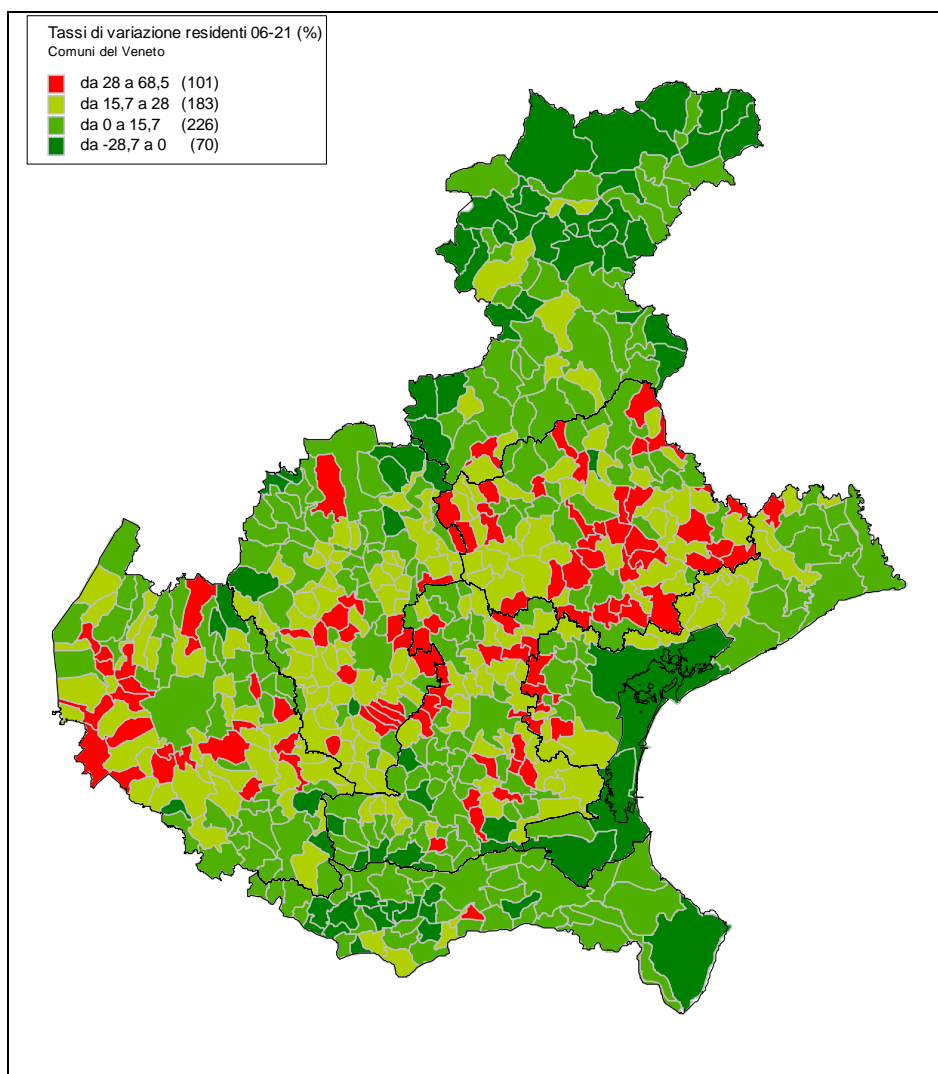 Tassi di variazione residenti 06-21 (%)
Comuni del Veneto
da 28 a 68,5 (101)
da 15,7 a 28 (183)
da 0 a 15,7 (226)
da -28,7 a 0 (70)